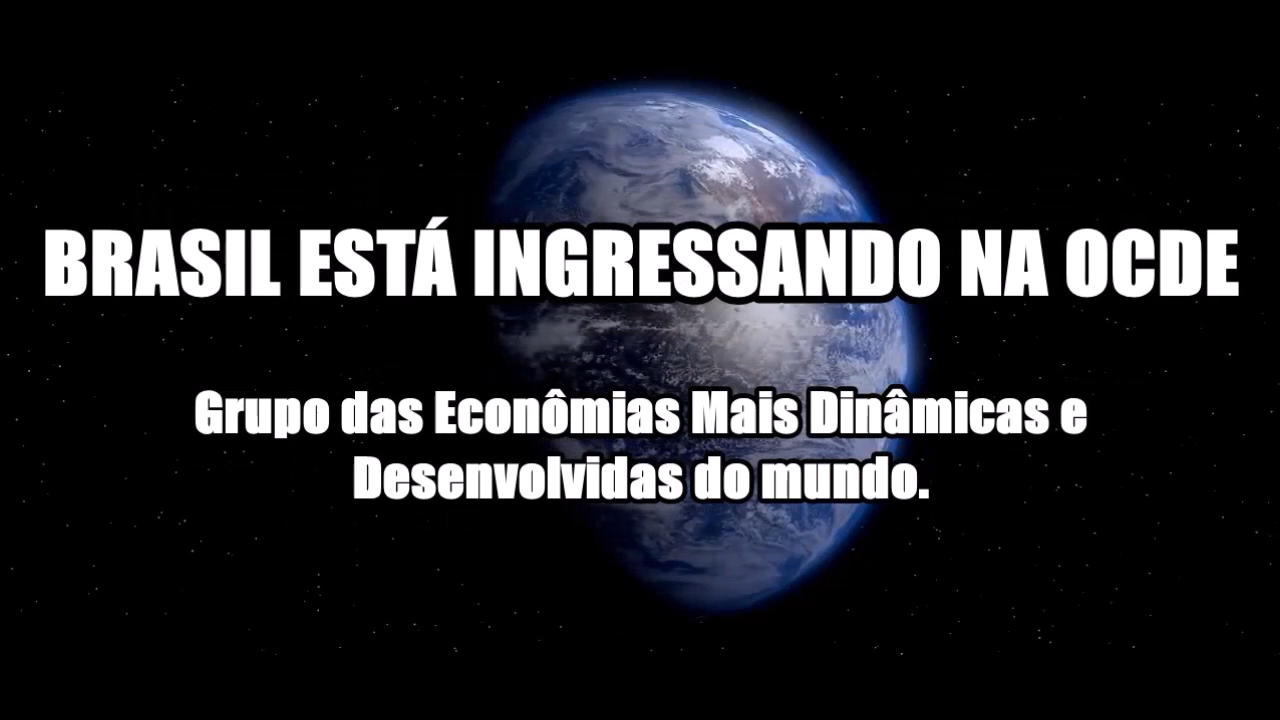 BRASIL ESTÁ INGRESSANDO NA OCDE
Grupo das Econômias Mais Dinâmicas e
Desenvolvidas do mundo.